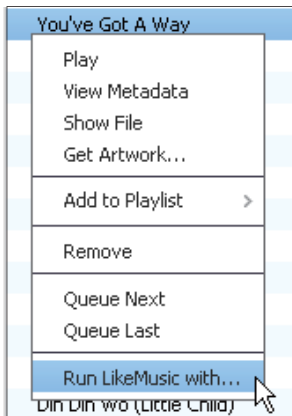 You've Got A Way
Play
View Metadata
Show File
Get Artwork...
Add to Playlist >
Remove
Queue Next
Queue Last
Run LikeMusic with...
Din Din Wo (Little Child)